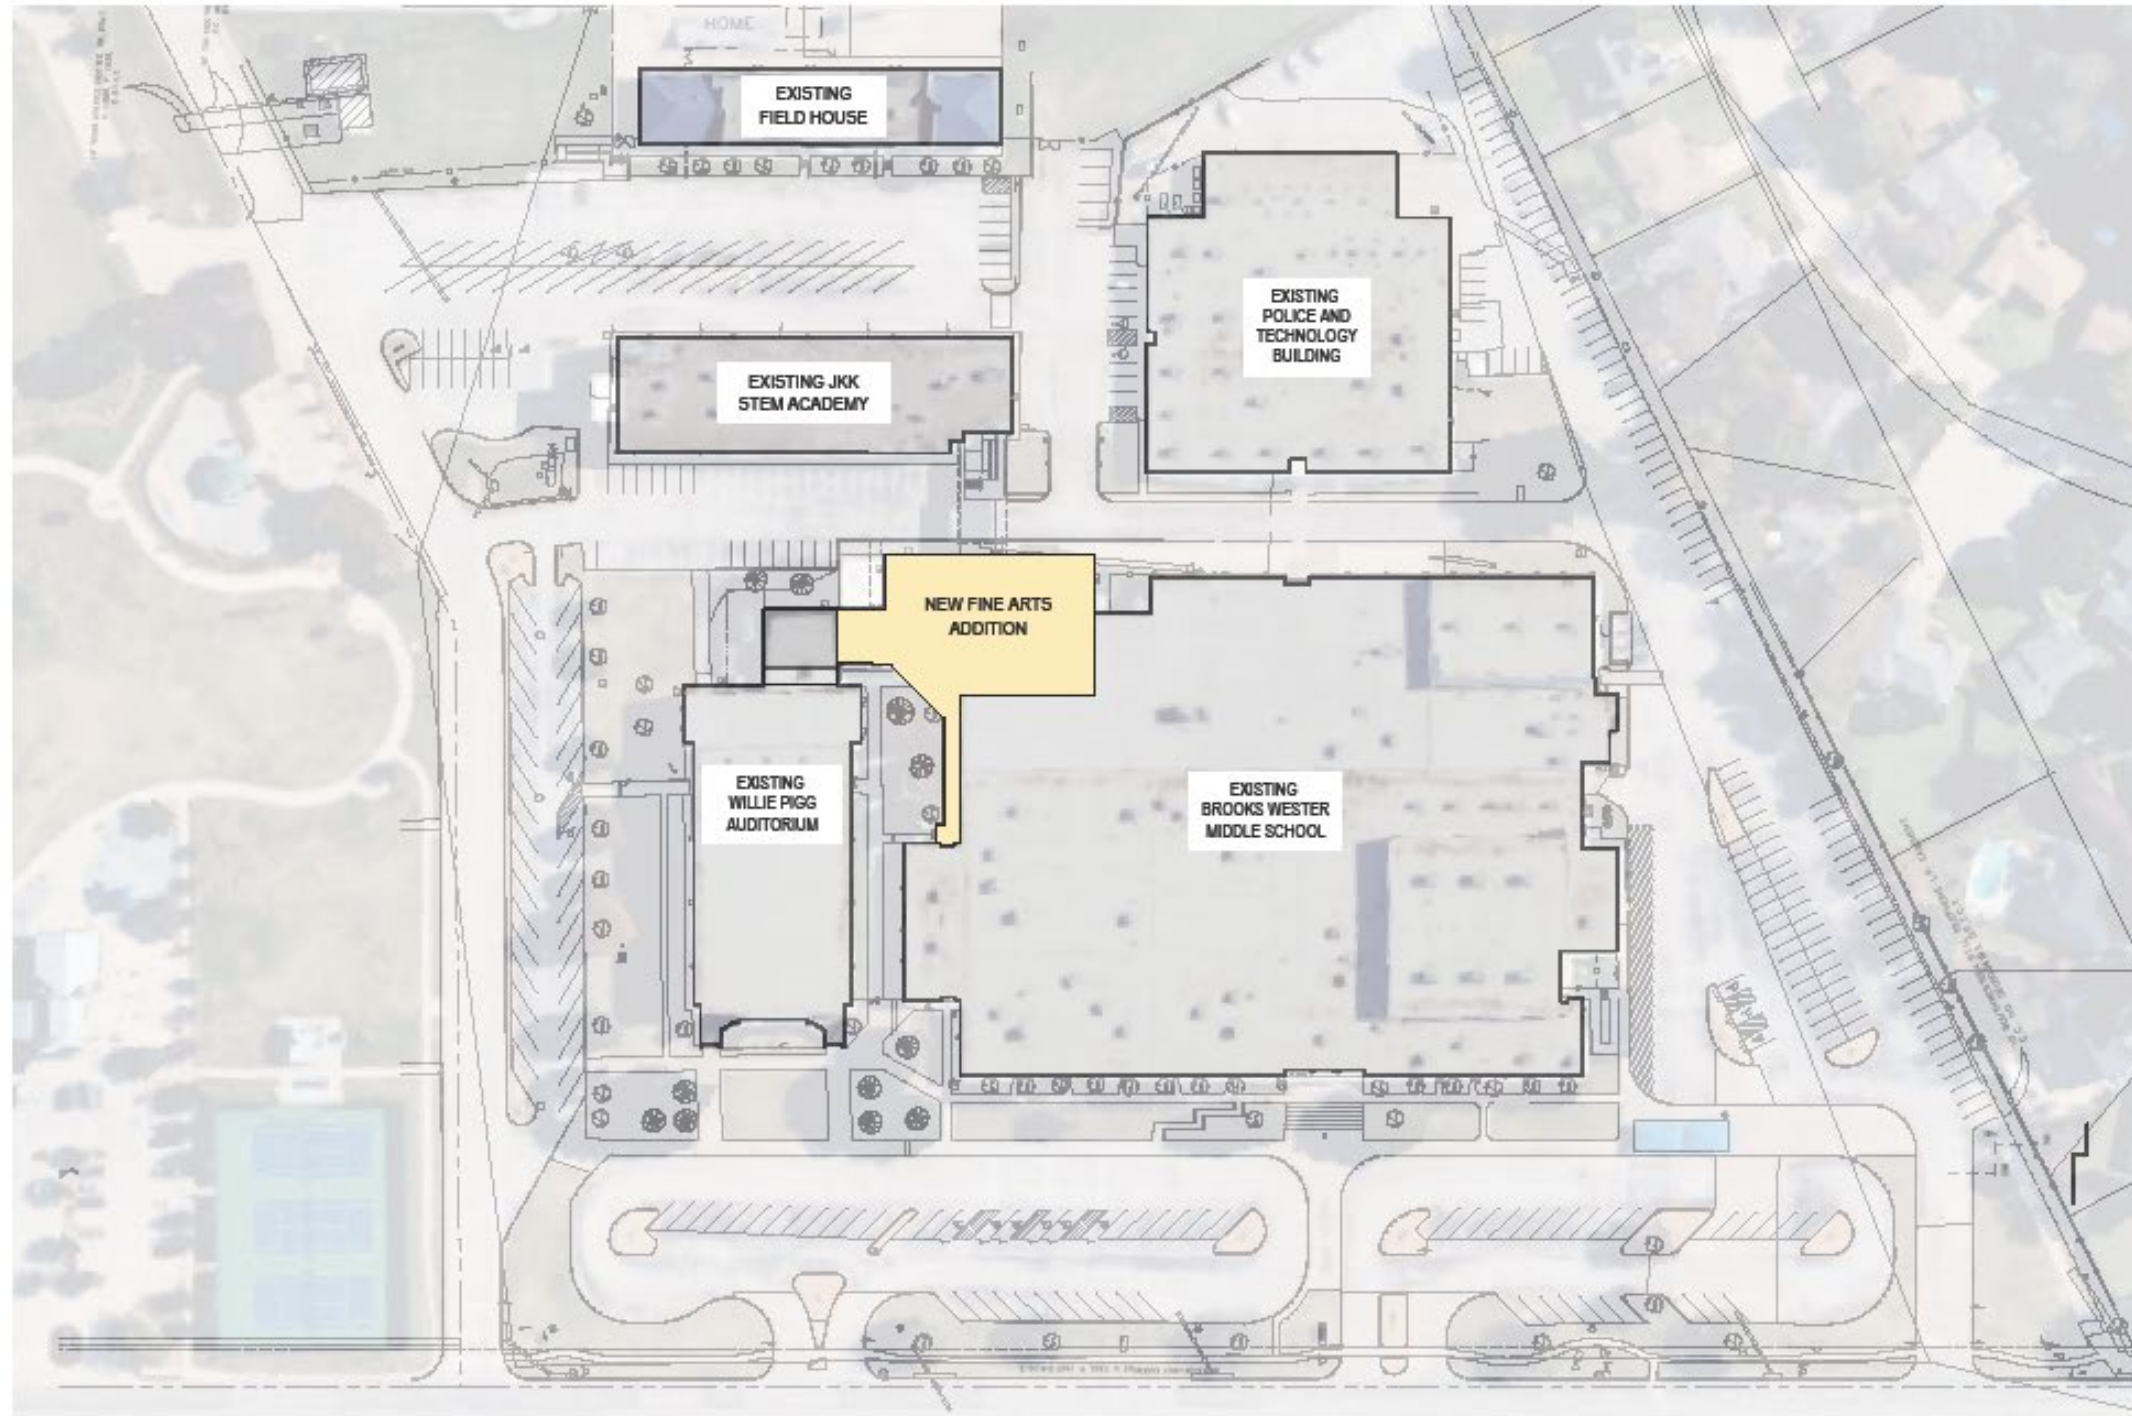 HOME
EXISTING
FIELD HOUSE
EXISTING
POLICE AND
TECHNOLOGY
BUILDING
EXISTING JKK
STEM ACADEMY
NEW FINE ARTS
ADDITION
EXISTING
WILLIE PIGG
AUDITORIUM
EXISTING
BROOKS WESTER
MIDDLE SCHOOL